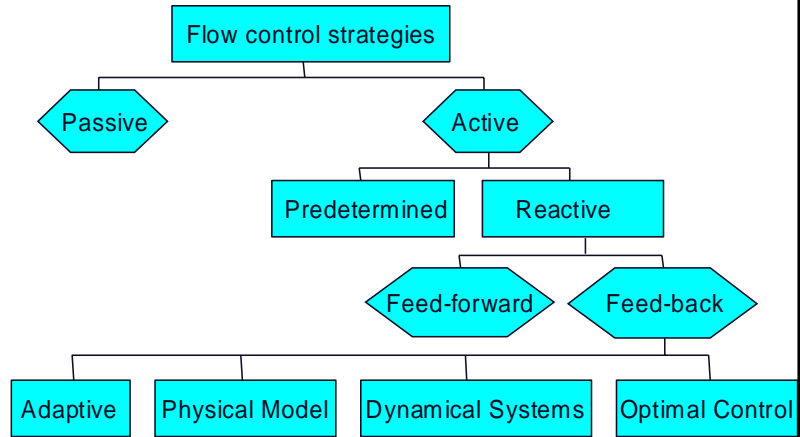 Flow control strategies
Passive
Active
Predetermined
Reactive
Feed-forward
Feed-back
Adaptive
Physical Model
Dynamical Systems
Optimal Control